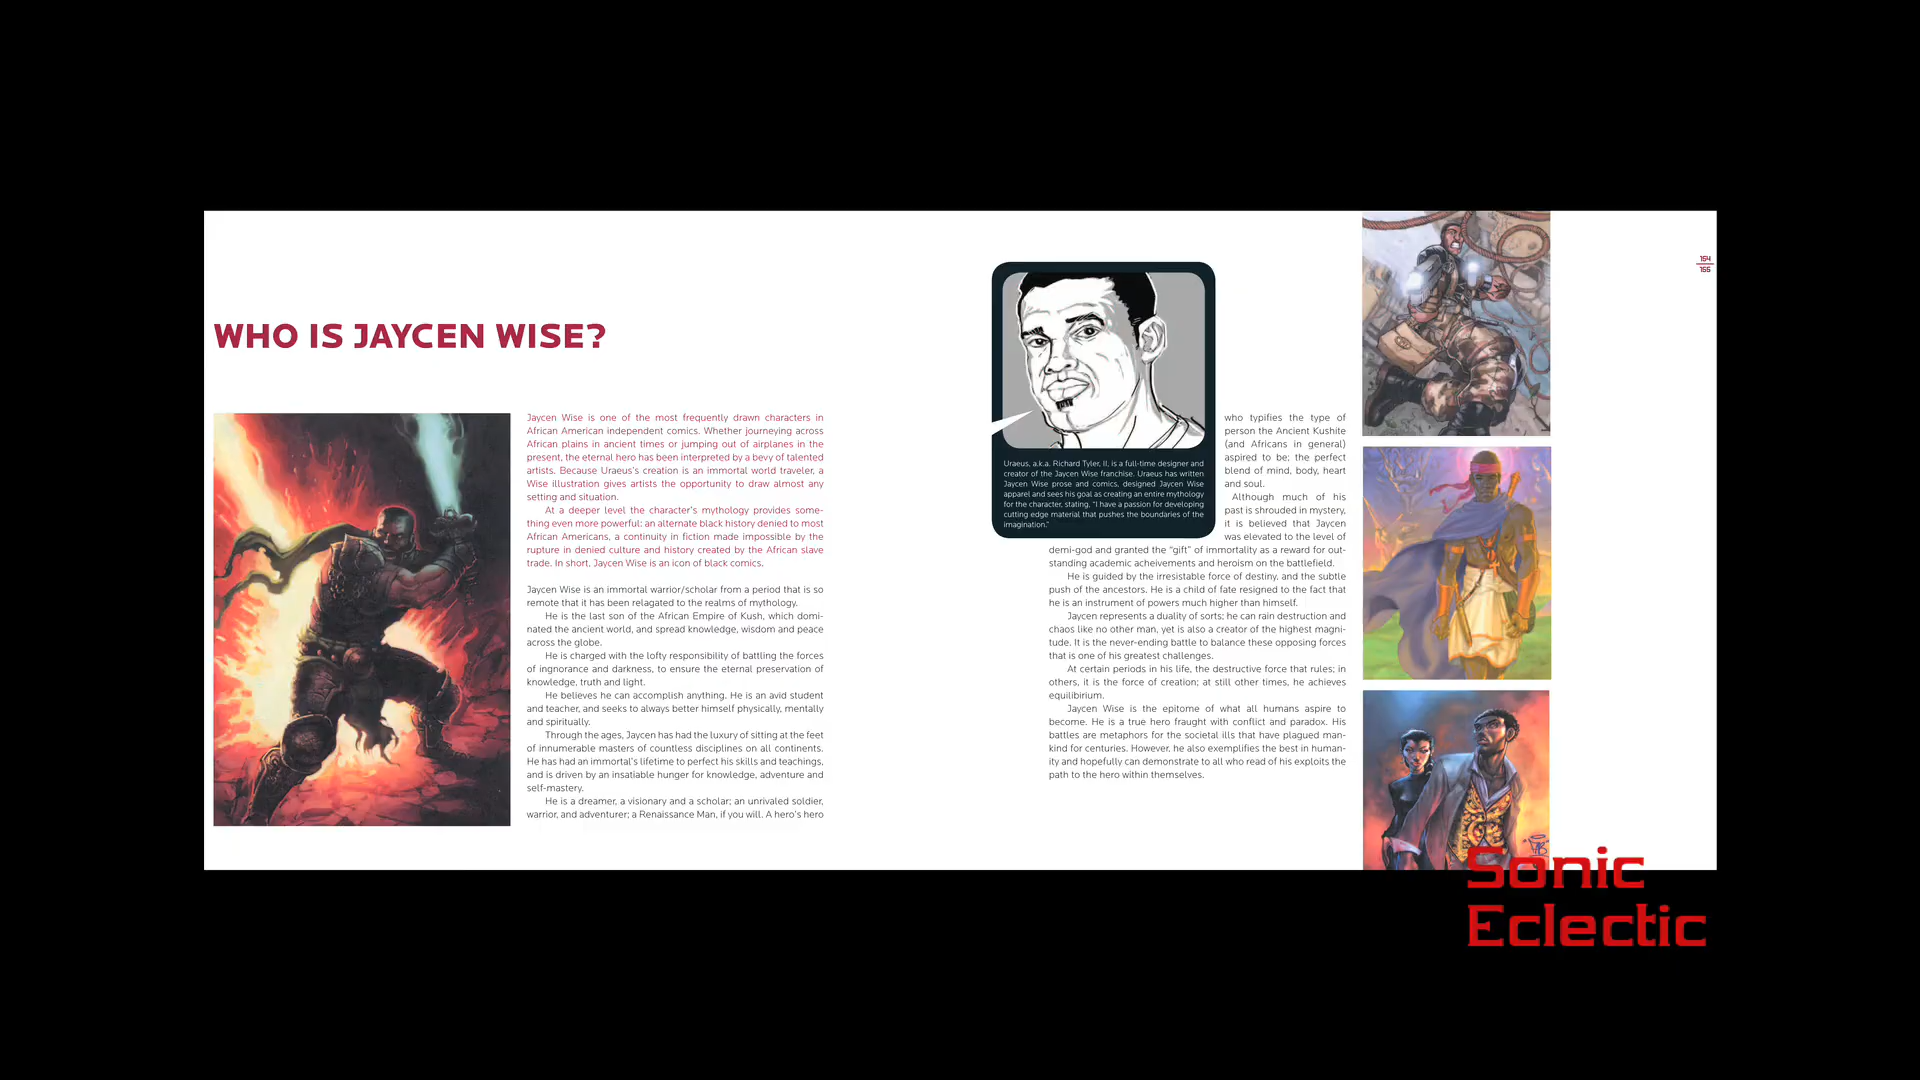 WHO IS JAYCEN WISE?
Jaycen Wise is one of the most frequently drawn characters in
African American independent comics. Whether journeying across
African plains in ancient times or jumping out of airplanes in the
present, the eternal hero has been interpreted by a bevy of talented
artists. Because Uraeus's creation is an immortal world traveler, a
Wise illustration gives artists the opportunity to draw almost any
setting and situation.
At a deeper level the character's mythology provides some-
thing even more powerful: an alternate black history denied to most
African Americans, a continuity in fiction made impossible by the
rupture in denied culture and history created by the African slave
trade. In short, Jaycen Wise is an icon of black comics.
Jaycen Wise is an immortal warrior/scholar from a period that is so
remote that it has been relagated to the realms of mythology.
He is the last son of the African Empire of Kush, which domi-
nated the ancient world, and spread knowledge, wisdom and peace
across the globe.
He is charged with the lofty responsibility of battling the forces
of ingnorance and darkness, to ensure the eternal preservation of
knowledge, truth and light.
He believes he can accomplish anything. He is an avid student
and teacher, and seeks to always better himself physically, mentally
and spiritually.
Through the ages, Jaycen has had the luxury of sitting at the feet
of innumerable masters of countless disciplines on all continents.
He has had an immortal's lifetime to perfect his skills and teachings,
and is driven by an insatiable hunger for knowledge, adventure and
self-mastery.
He is a dreamer, a visionary and a scholar; an unrivaled soldier,
warrior, and adventurer; a Renaissance Man, if you will. A hero's hero
Uraeus, a.k.a. Richard Tyler, II, is a full-time designer and
creator of the Jaycen Wise franchise. Uraeus has written
Jaycen Wise prose and comics, designed Jaycen Wise
apparel and sees his goal as creating an entire mythology
for the character, stating, "I have a passion for developing
cutting edge material that pushes the boundaries of the
imagination."
who typifies the type of
person the Ancient Kushite
(and Africans in general)
aspired to be; the perfect
blend of mind, body, heart
and soul.
Although much of his
past is shrouded in mystery,
it is believed that Jaycen
was elevated to the level of
demi-god and granted the "gift" of immortality as a reward for out-
standing academic acheivements and heroism on the battlefield.
He is guided by the irresistable force of destiny, and the subtle
push of the ancestors. He is a child of fate resigned to the fact that
he is an instrument of powers much higher than himself.
Jaycen represents a duality of sorts; he can rain destruction and
chaos like no other man, yet is also a creator of the highest magni-
tude. It is the never-ending battle to balance these opposing forces
that is one of his greatest challenges.
At certain periods in his life, the destructive force that rules; in
others, it is the force of creation; at still other times, he achieves
equilibirium.
Jaycen Wise is the epitome of what all humans aspire to
become. He is a true hero fraught with conflict and paradox. His
battles are metaphors for the societal ills that have plagued man-
kind for centuries. However, he also exemplifies the best in human-
ity and hopefully can demonstrate to all who read of his exploits the
path to the hero within themselves.
154
155
Sonic
Eclectic